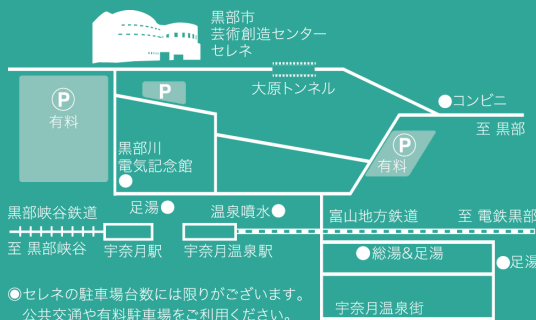 黒部市
芸術創造センター
セレネ
P
有料
P
大原トンネル
コンビニ
至 黒部
P
有料
黒部川
電気記念館
足湯
温泉噴水
黒部峡谷鉄道
富山地方鉄道
至 電鉄黒部
至 黒部峡谷
宇奈月駅
宇奈月温泉駅
総湯&足湯
足湯
宇奈月温泉街
◉セレネの駐車場台数には限りがございます。
公共交通や有料駐車場をご利用ください。